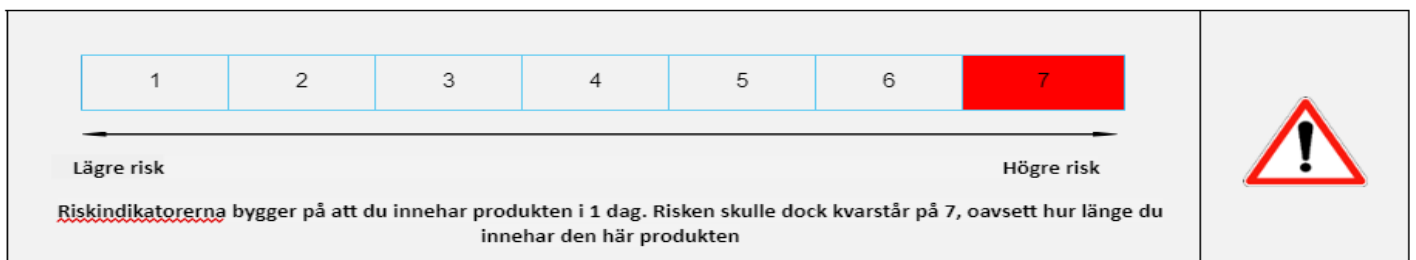 1 2 3 4 5 6 7
Lägre risk Högre risk
Riskindikatorerna bygger på att du innehar produkten i 1 dag. Risken skulle dock kvarstår på 7, oavsett hur länge du
innehar den här produkten